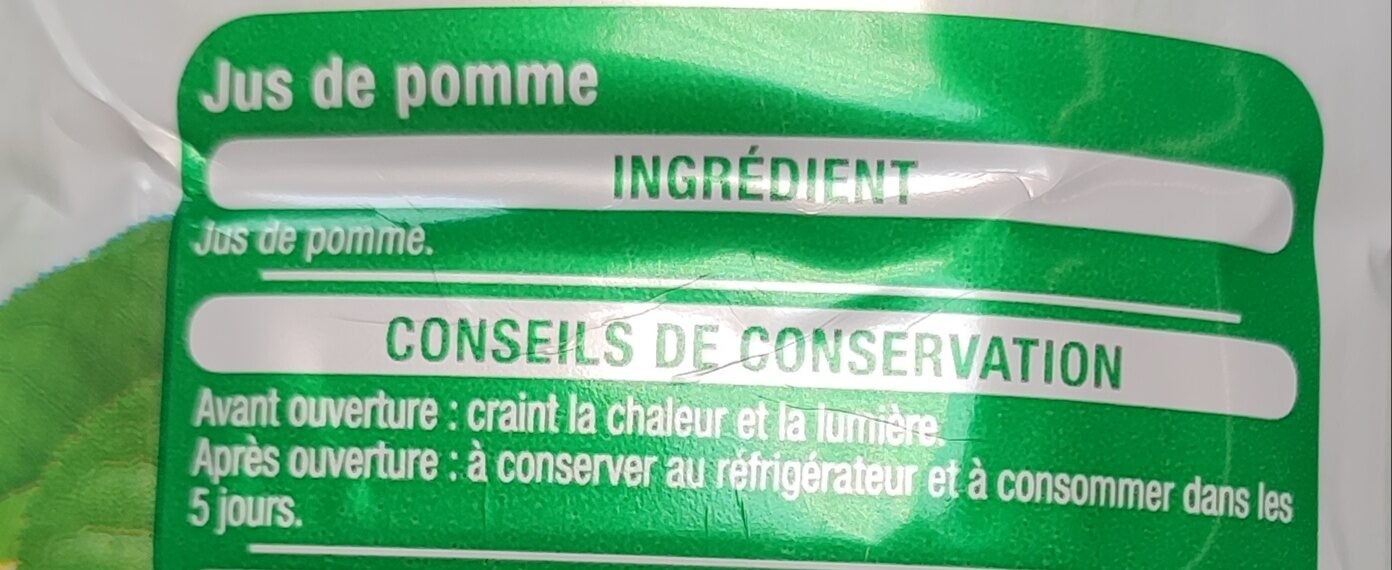 Jus de pomme
INGRÉDIENT
Jus de pomme.
CONSEILS DE CONSERVATION
Avant ouverture : craint la chaleur et la lumière.
Après ouverture : à conserver au réfrigérateur et à consommer dans les
5 jours.